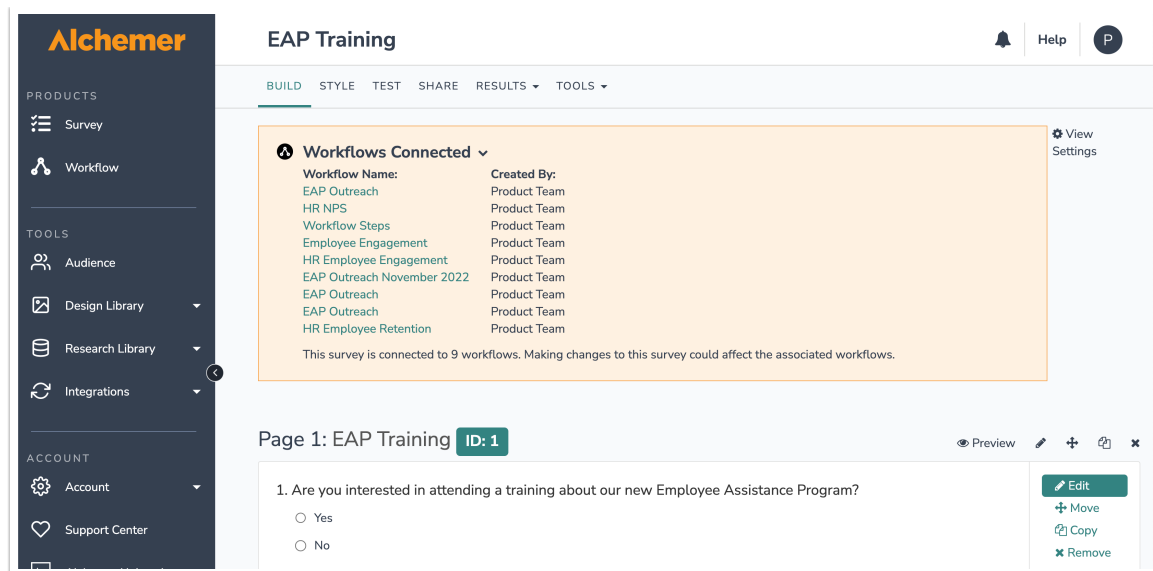 Alchemer
EAP Training
Help
P
PRODUCTS
Survey
Workflow
TOOLS
Audience
Design Library
Research Library
Integrations
ACCOUNT
Account
Support Center
BUILD STYLE TEST SHARE RESULTS TOOLS
View
Settings
Workflows Connected
Workflow Name: Created By:
EAP Outreach Product Team
HR NPS Product Team
Workflow Steps Product Team
Employee Engagement Product Team
HR Employee Engagement Product Team
EAP Outreach November 2022 Product Team
EAP Outreach Product Team
EAP Outreach Product Team
HR Employee Retention Product Team
This survey is connected to 9 workflows. Making changes to this survey could affect the associated workflows.
Page 1: EAP Training ID: 1
Preview
1. Are you interested in attending a training about our new Employee Assistance Program?
Yes
No
Edit
Move
Copy
Remove